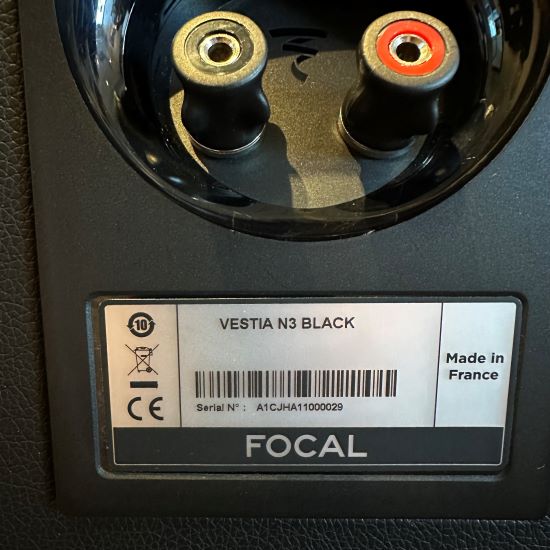 10
VESTIA N3 BLACK
Made in
France
Serial N° : A1CJHA11000029
CE
FOCAL